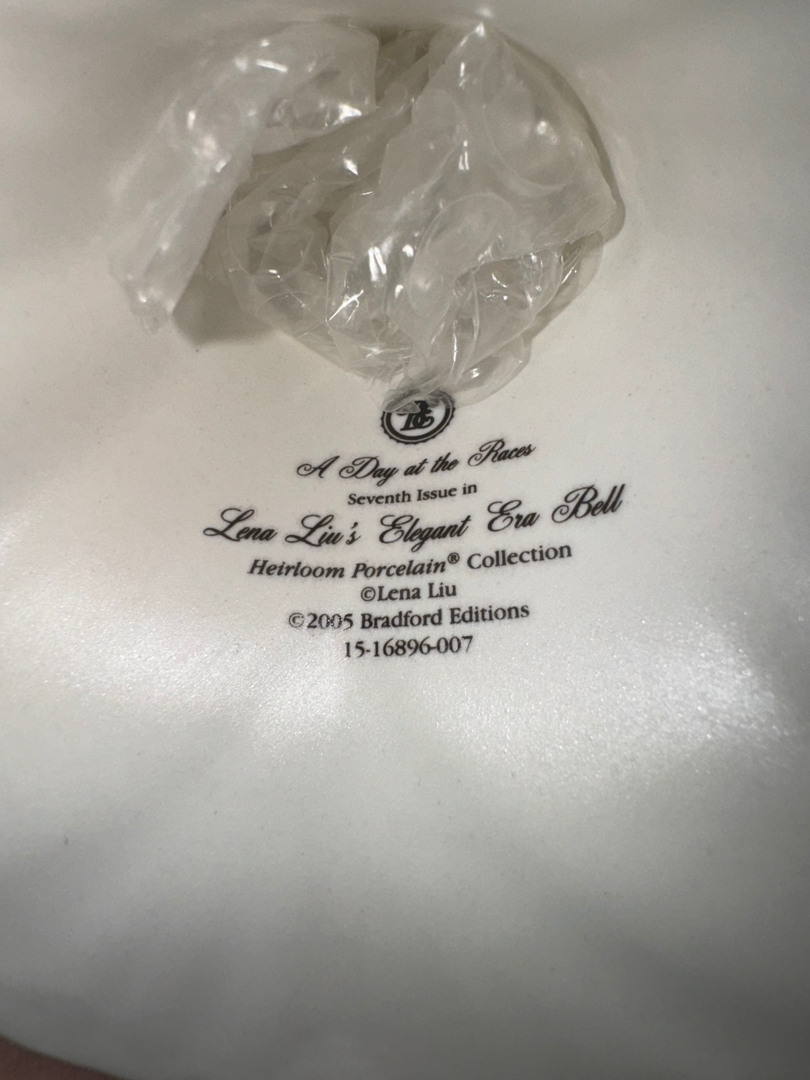 BE
A Day at the Races
Seventh Issue in
Lena Liu's Elegant Era Bell
Heirloom Porcelain® Collection
©Lena Liu
©2005 Bradford Editions
15-16896-007